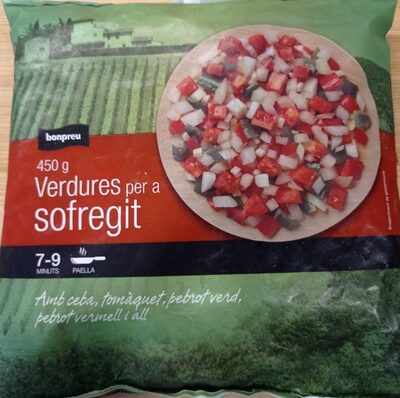 bonpreu
450 g
Verdures per a
sofregit
7-9
MINUTS
PAELLA
Amb ceba, tomàquet, pebrot verd,
pebrot vermell i all